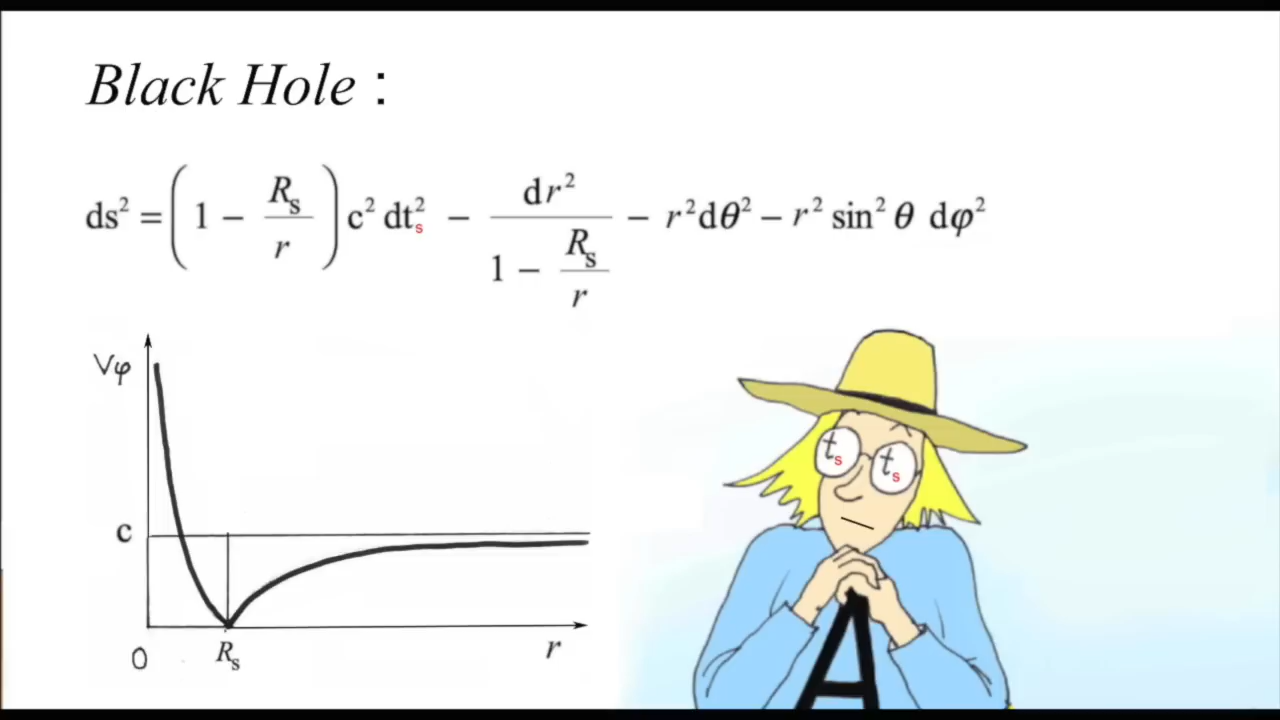 Black Hole :
ds² = ( 1 − Rₛ/r ) c² dtₛ² − dr²/(1 − Rₛ/r) − r²dθ² − r² sin² θ dφ²
Vφ
c
0 Rₛ r
tₛ tₛ
A